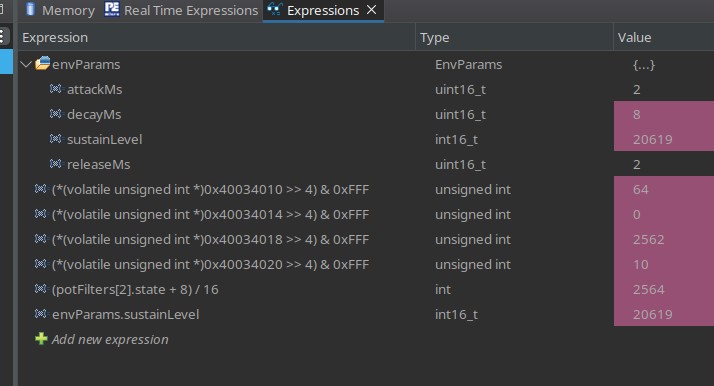 Memory Real Time Expressions Expressions
Expression Type Value
envParams EnvParams {...}
attackMs uint16_t 2
decayMs uint16_t 8
sustainLevel int16_t 20619
releaseMs uint16_t 2
(*(volatile unsigned int *)0x40034010 >> 4) & 0xFFF unsigned int 64
(*(volatile unsigned int *)0x40034014 >> 4) & 0xFFF unsigned int 0
(*(volatile unsigned int *)0x40034018 >> 4) & 0xFFF unsigned int 2562
(*(volatile unsigned int *)0x40034020 >> 4) & 0xFFF unsigned int 10
(potFilters[2].state + 8) / 16 int 2564
envParams.sustainLevel int16_t 20619
Add new expression